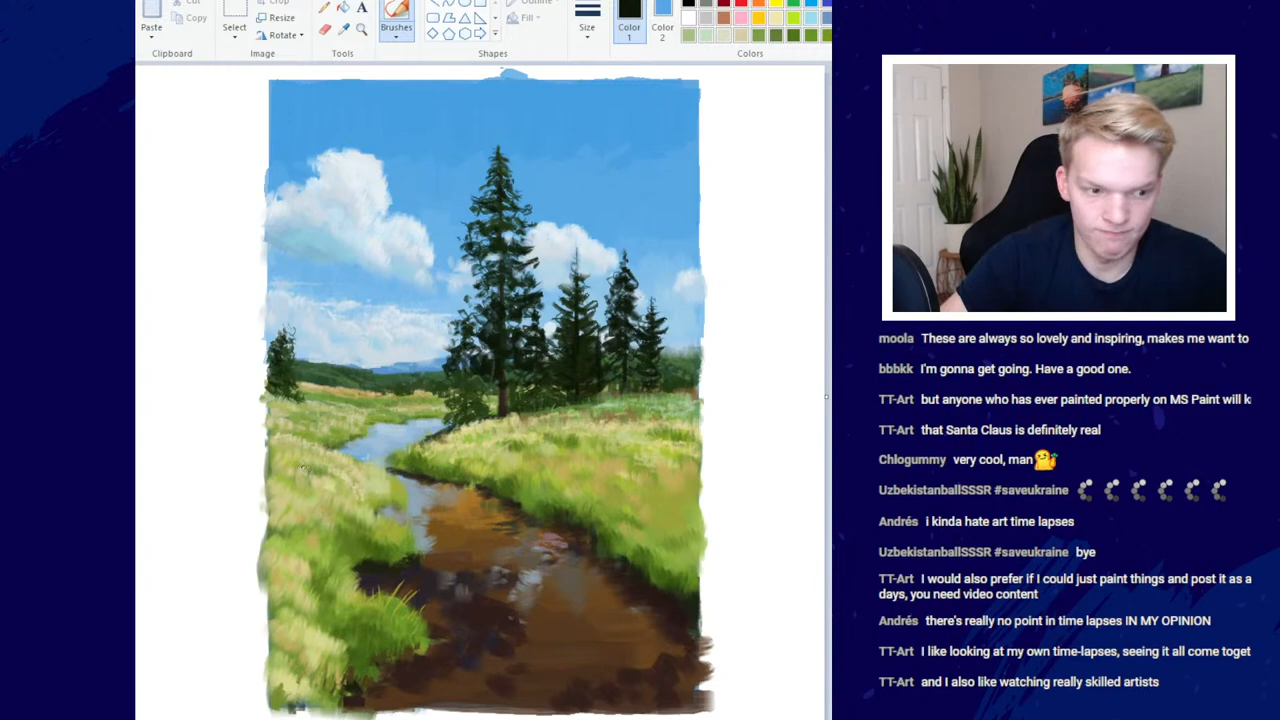 Cut
Crop
Outline
Paste
Copy
Select
Resize
Rotate
A
Brushes
Fill
Size
Color
1
Color
2
Clipboard
Image
Tools
Shapes
Colors
moola These are always so lovely and inspiring, makes me want to
bbbkk I'm gonna get going. Have a good one.
TT-Art but anyone who has ever painted properly on MS Paint will k
TT-Art that Santa Claus is definitely real
Chlogummy very cool, man
UzbekistanballSSSR #saveukraine
Andrés i kinda hate art time lapses
UzbekistanballSSSR #saveukraine bye
TT-Art I would also prefer if I could just paint things and post it as a
days, you need video content
Andrés there's really no point in time lapses IN MY OPINION
TT-Art I like looking at my own time-lapses, seeing it all come toget
TT-Art and I also like watching really skilled artists